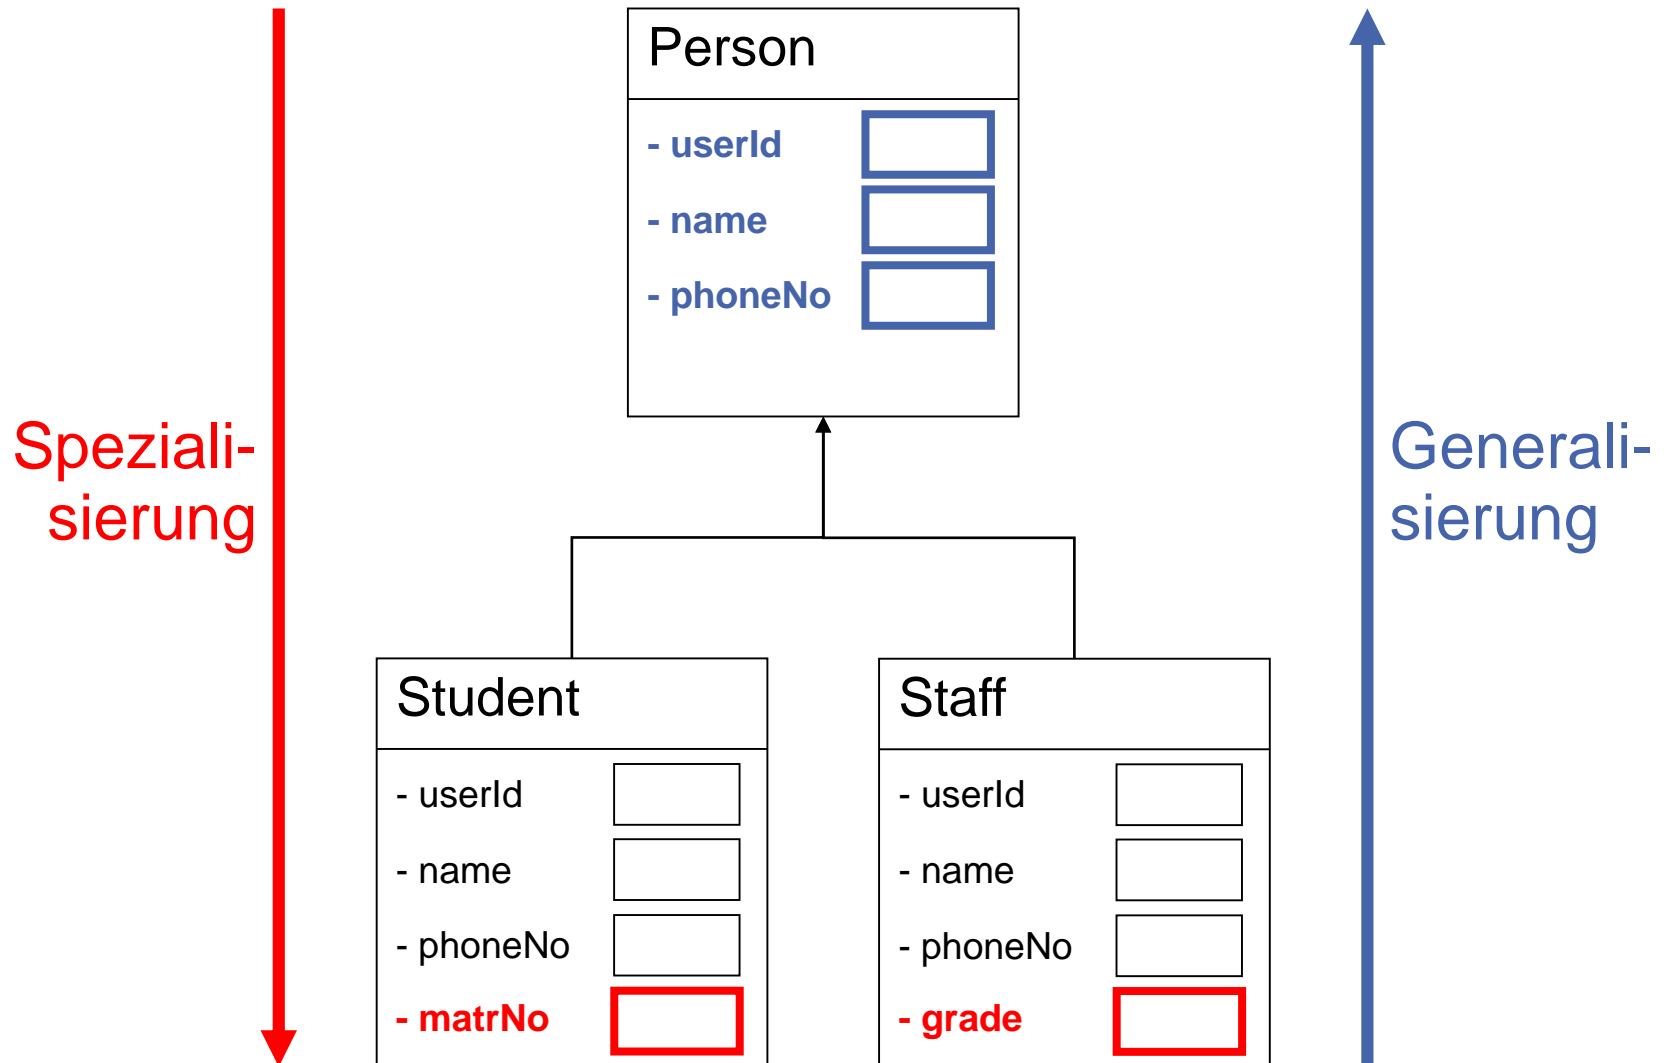 Person
- userId
- name
- phoneNo
Speziali-
sierung
Generali-
sierung
Student
- userId
- name
- phoneNo
- matrNo
Staff
- userId
- name
- phoneNo
- grade